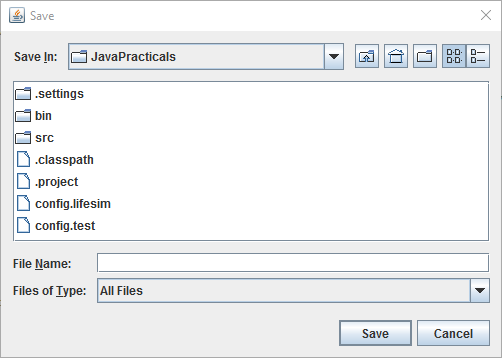 Save
Save In: JavaPracticals
.settings
bin
src
.classpath
.project
config.lifesim
config.test
File Name:
Files of Type: All Files
Save Cancel